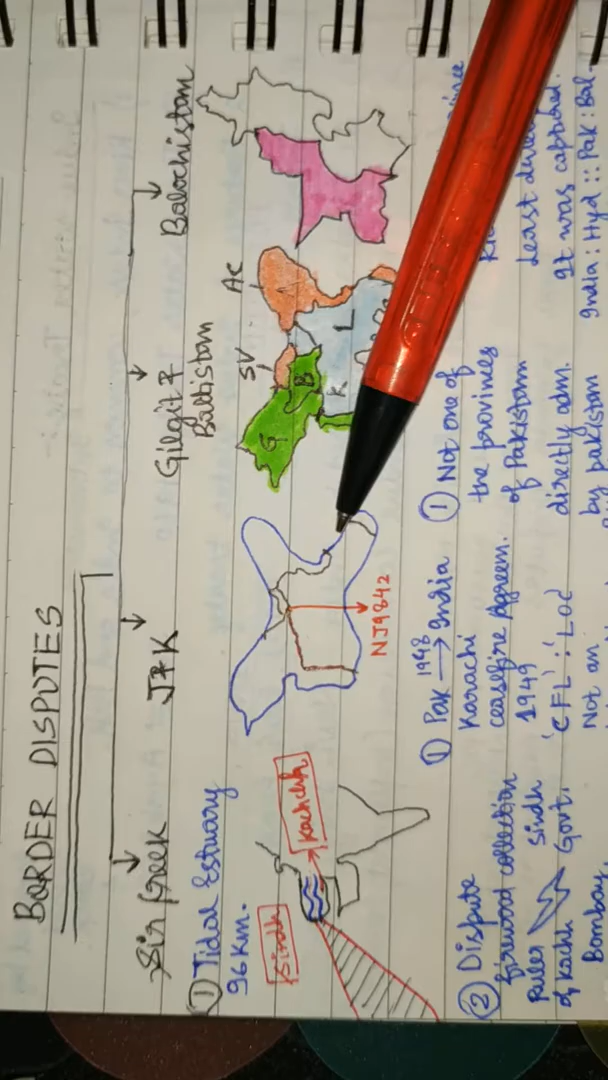 BORDER DISPUTES
Sir Creek
J&K
Gilgit &
Baltistan
Balochistan
① Tidal Estuary
96 Km.
Sindh
Kachchh
NJ9842
G
B
K
L
SV
AC
② Dispute
firewood collection
ruler
Sindh
of Kachh
Govt.
Bombay,
① Pak 1948 → India
Karachi
ceasefire Agreem.
1949
'CFL' : 'LOC
① Not one of
the provines
of Pakistan
directly adm.
by pakistan
Not an
Least
It was captured.
India : Hyd :: Pak : Bal-